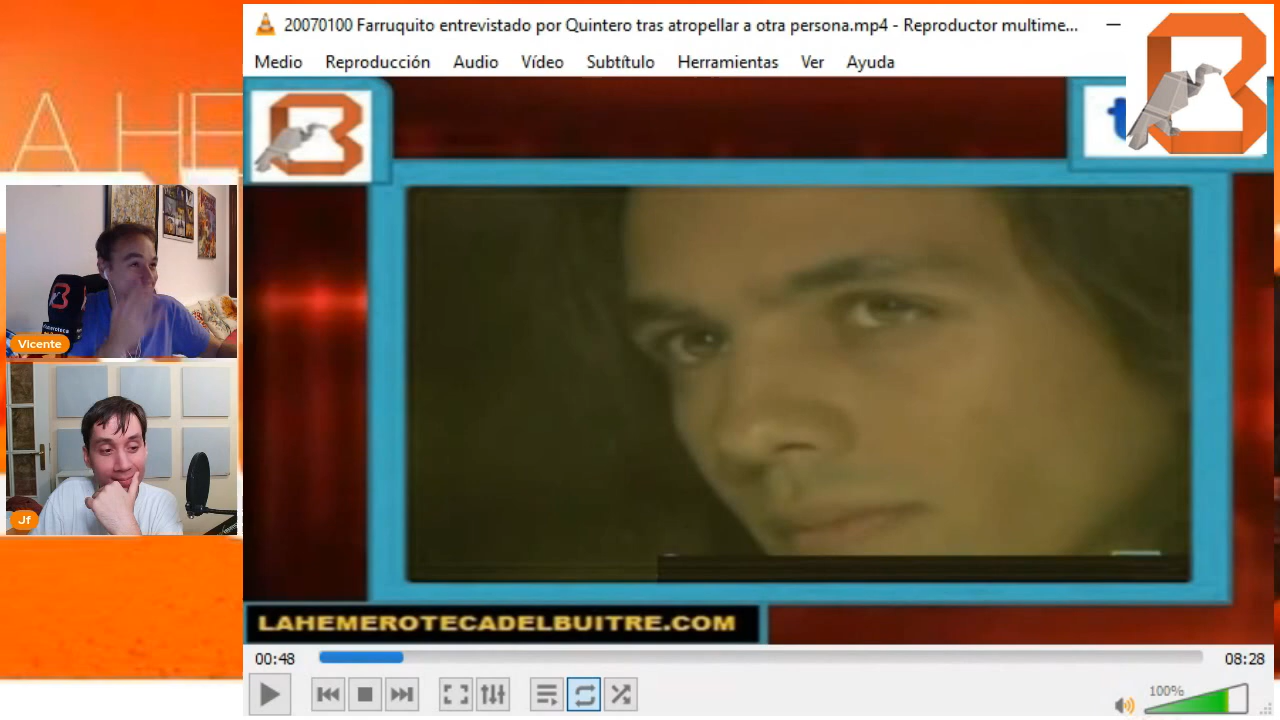 20070100 Farruquito entrevistado por Quintero tras atropellar a otra persona.mp4 - Reproductor multime...
Medio Reproducción Audio Vídeo Subtítulo Herramientas Ver Ayuda
B
B
t
A HE
B
Vicente
Jf
LAHEMEROTECADELBUITRE.COM
00:48
08:28
100%